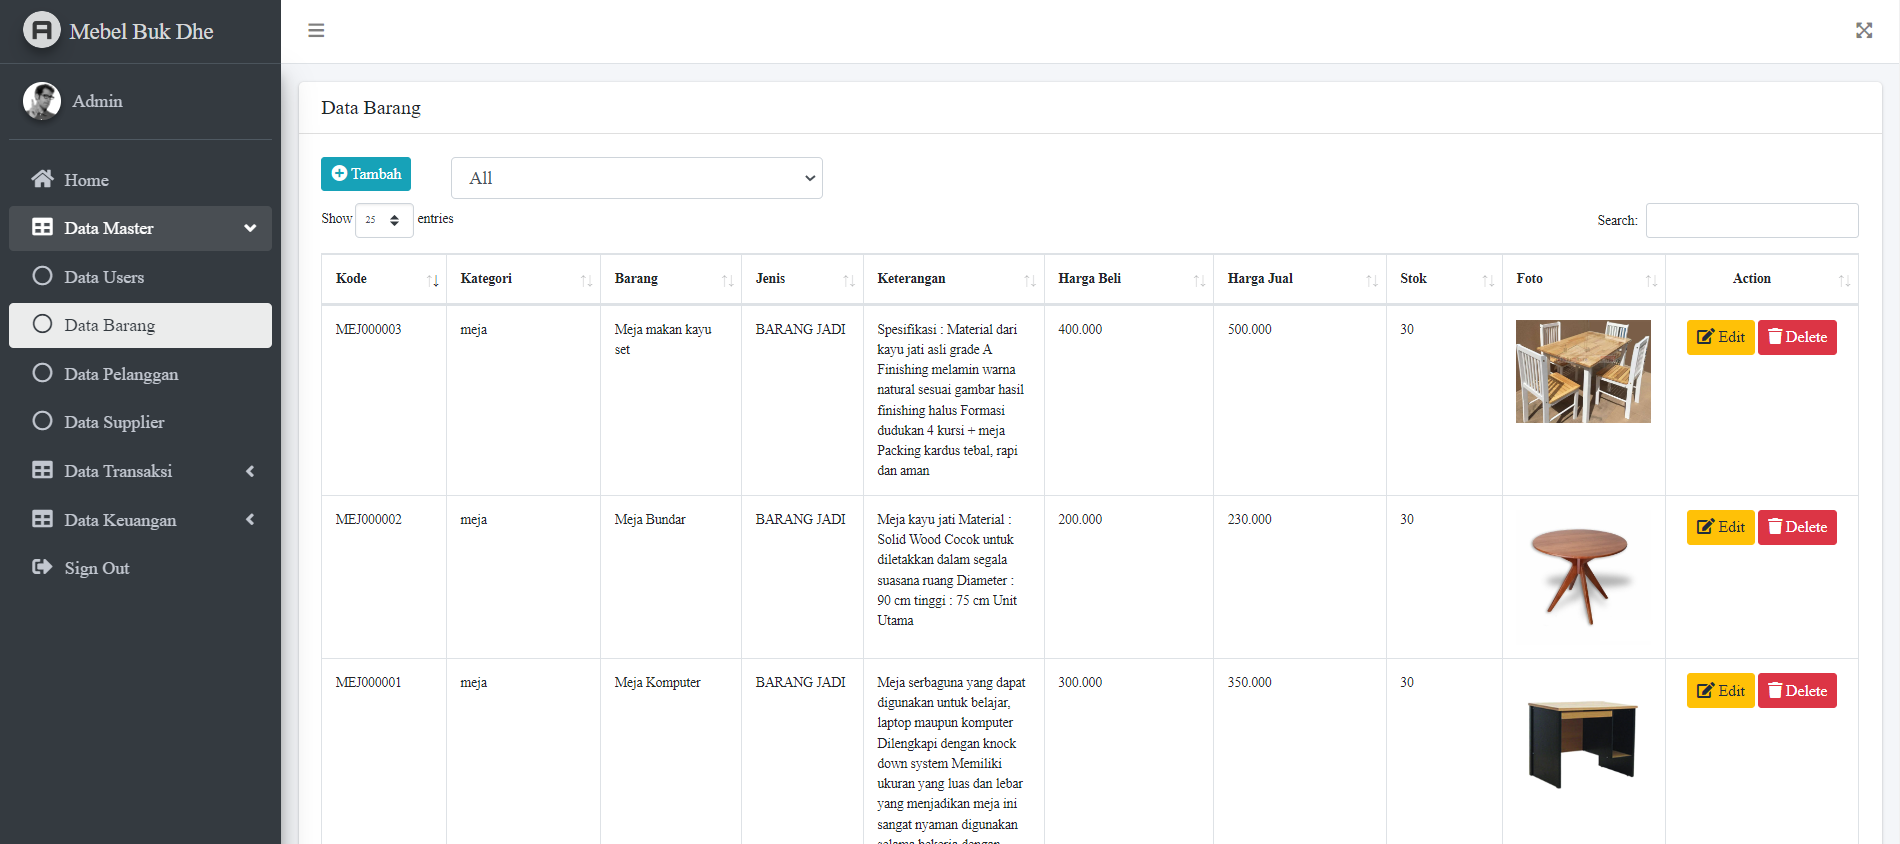 Mebel Buk Dhe
Admin
Home
Data Master
Data Users
Data Barang
Data Pelanggan
Data Supplier
Data Transaksi
Data Keuangan
Sign Out
Data Barang
Tambah
All
Show 25 entries
Search:
Kode Kategori Barang Jenis Keterangan Harga Beli Harga Jual Stok Foto Action
MEJ000003 meja Meja makan kayu BARANG JADI Spesifikasi : Material dari 400.000 500.000 30 Edit Delete
set kayu jati asli grade A
Finishing melamin warna
natural sesuai gambar hasil
finishing halus Formasi
dudukan 4 kursi + meja
Packing kardus tebal, rapi
dan aman
MEJ000002 meja Meja Bundar BARANG JADI Meja kayu jati Material : 200.000 230.000 30 Edit Delete
Solid Wood Cocok untuk
diletakkan dalam segala
suasana ruang Diameter :
90 cm tinggi : 75 cm Unit
Utama
MEJ000001 meja Meja Komputer BARANG JADI Meja serbaguna yang dapat 300.000 350.000 30 Edit Delete
digunakan untuk belajar,
laptop maupun komputer
Dilengkapi dengan knock
down system Memiliki
ukuran yang luas dan lebar
yang menjadikan meja ini
sangat nyaman digunakan
selama bekerja dengan